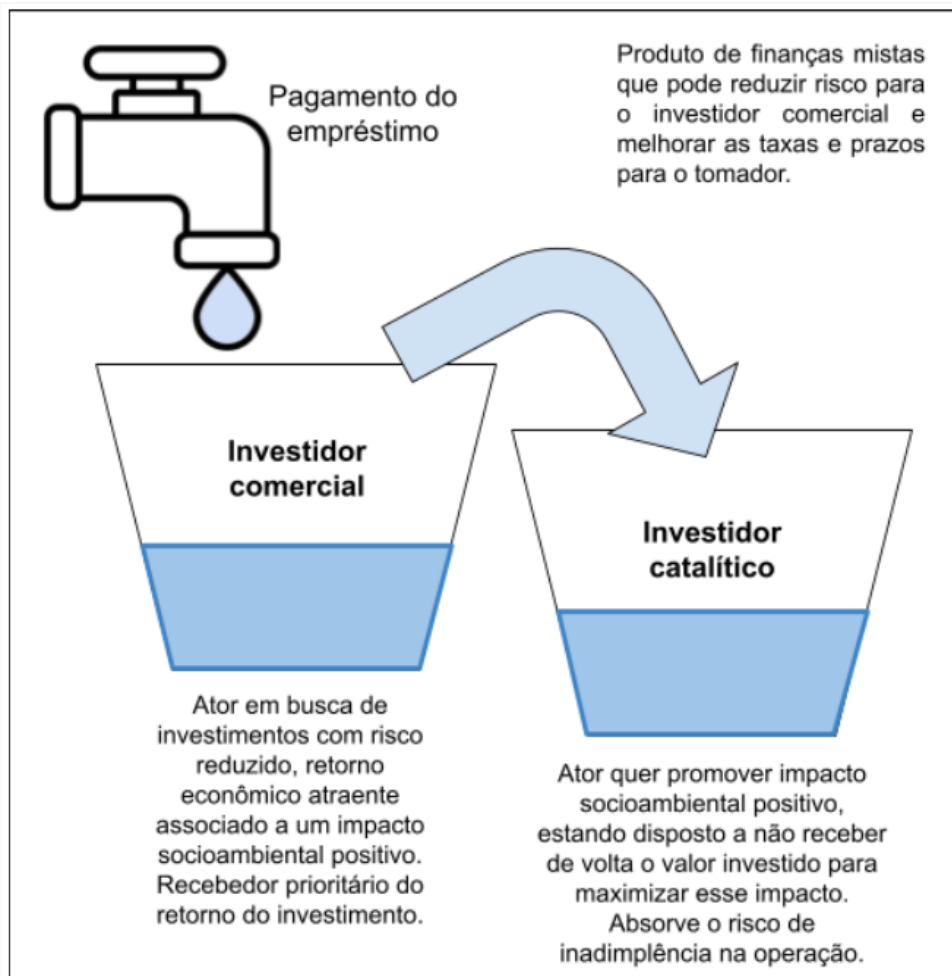 Pagamento do
empréstimo
Produto de finanças mistas
que pode reduzir risco para
o investidor comercial e
melhorar as taxas e prazos
para o tomador.
Investidor
comercial
Investidor
catalítico
Ator em busca de
investimentos com risco
reduzido, retorno
econômico atraente
associado a um impacto
socioambiental positivo.
Recebedor prioritário do
retorno do investimento.
Ator quer promover impacto
socioambiental positivo,
estando disposto a não receber
de volta o valor investido para
maximizar esse impacto.
Absorve o risco de
inadimplência na operação.